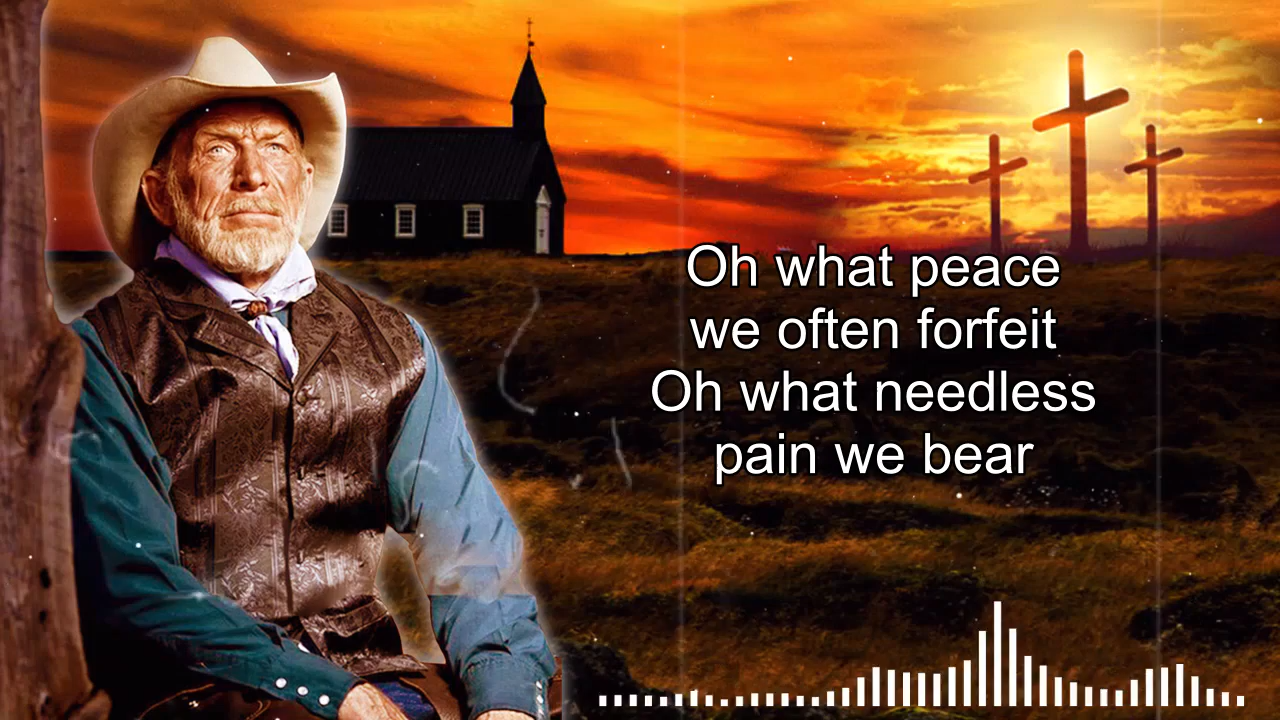 Oh what peace
we often forfeit
Oh what needless
pain we bear